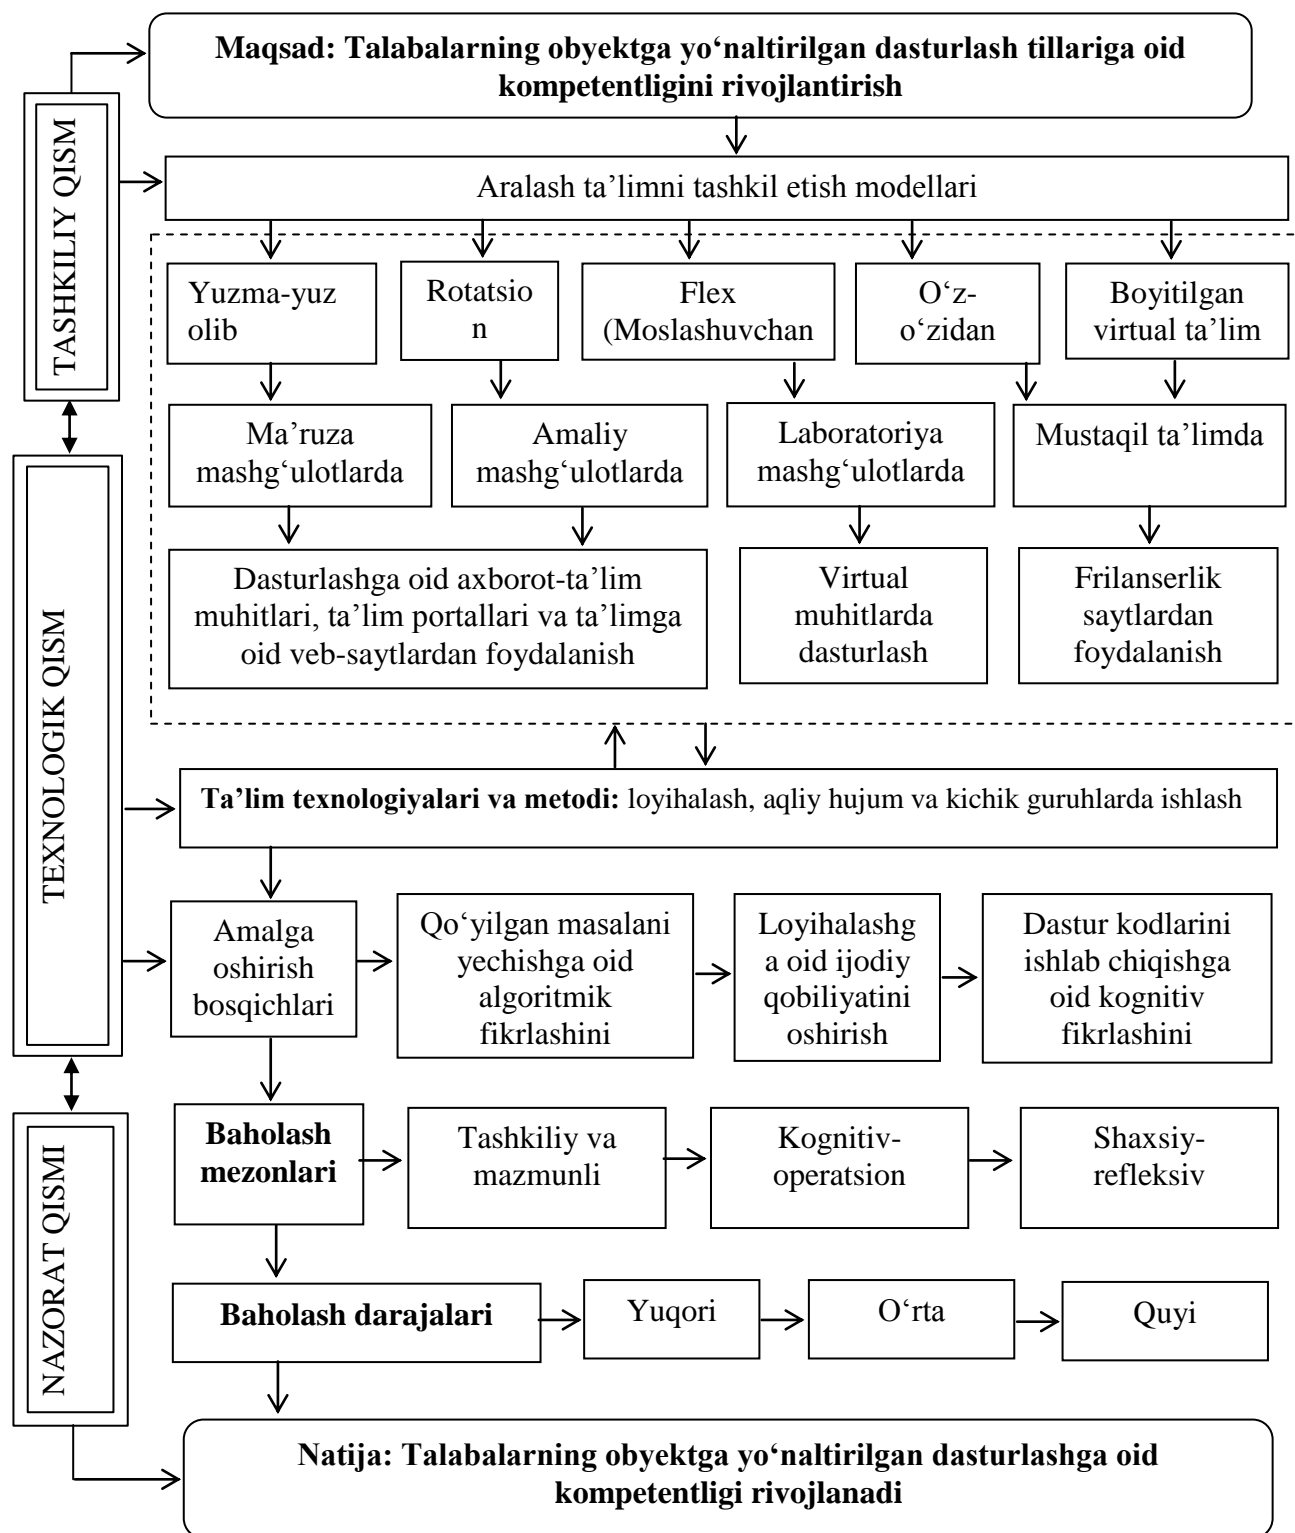 Maqsad: Talabalarning obyektga yo‘naltirilgan dasturlash tillariga oid
kompetentligini rivojlantirish
TASHKILIY QISM
Aralash ta’limni tashkil etish modellari
Yuzma-yuz
olib
Rotatsio
n
Flex
(Moslashuvchan
O‘z-
o‘zidan
Boyitilgan
virtual ta’lim
Ma’ruza
mashg‘ulotlarda
Amaliy
mashg‘ulotlarda
Laboratoriya
mashg‘ulotlarda
Mustaqil ta’limda
TEXNOLOGIK QISM
Dasturlashga oid axborot-ta’lim
muhitlari, ta’lim portallari va ta’limga
oid veb-saytlardan foydalanish
Virtual
muhitlarda
dasturlash
Frilanserlik
saytlardan
foydalanish
Ta’lim texnologiyalari va metodi: loyihalash, aqliy hujum va kichik guruhlarda ishlash
Amalga
oshirish
bosqichlari
Qo‘yilgan masalani
yechishga oid
algoritmik
fikrlashini
Loyihalashg
a oid ijodiy
qobiliyatini
oshirish
Dastur kodlarini
ishlab chiqishga
oid kognitiv
fikrlashini
NAZORAT QISMI
Baholash
mezonlari
Tashkiliy va
mazmunli
Kognitiv-
operatsion
Shaxsiy-
refleksiv
Baholash darajalari
Yuqori
O‘rta
Quyi
Natija: Talabalarning obyektga yo‘naltirilgan dasturlashga oid
kompetentligi rivojlanadi